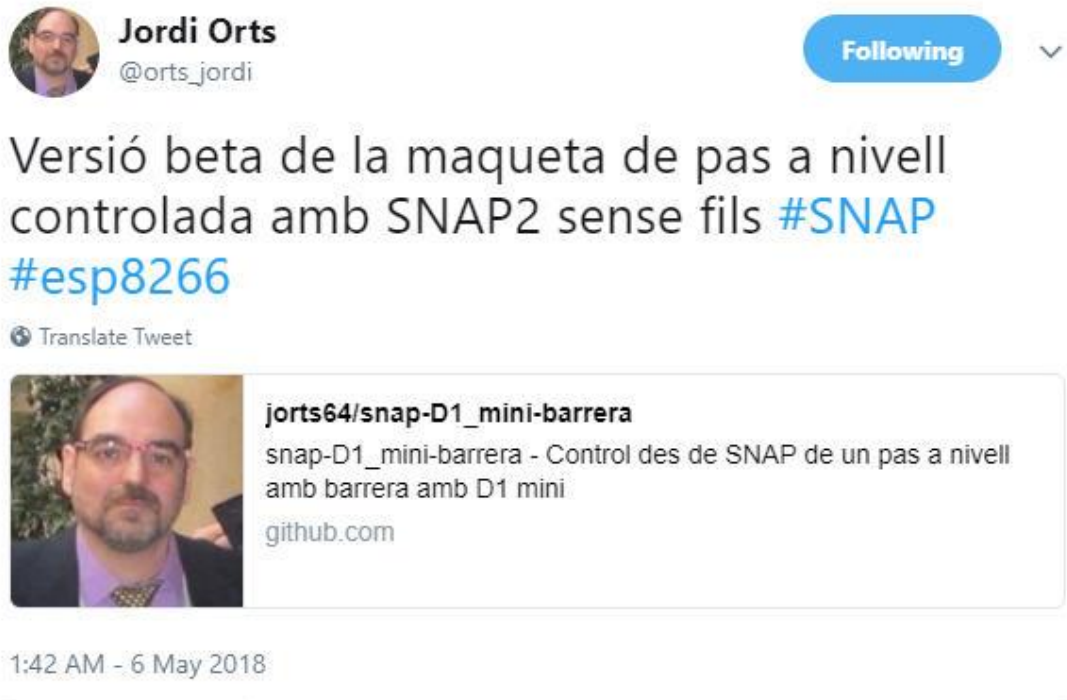 Jordi Orts
@orts_jordi
Following
Versió beta de la maqueta de pas a nivell
controlada amb SNAP2 sense fils #SNAP
#esp8266
Translate Tweet
jorts64/snap-D1_mini-barrera
snap-D1_mini-barrera - Control des de SNAP de un pas a nivell
amb barrera amb D1 mini
github.com
1:42 AM - 6 May 2018